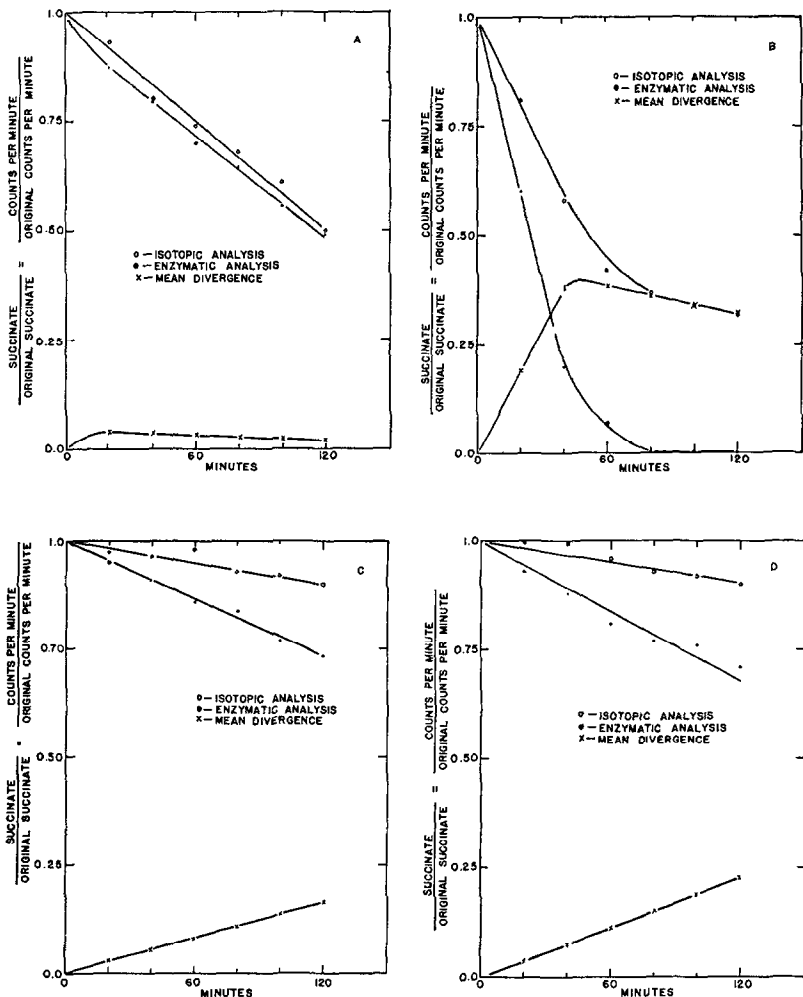 A
SUCCINATE
ORIGINAL SUCCINATE
=
COUNTS PER MINUTE
ORIGINAL COUNTS PER MINUTE
1.0
0.75
0.50
0.25
0.0
o – ISOTOPIC ANALYSIS
• – ENZYMATIC ANALYSIS
x – MEAN DIVERGENCE
0 60 120
MINUTES
B
SUCCINATE
ORIGINAL SUCCINATE
=
COUNTS PER MINUTE
ORIGINAL COUNTS PER MINUTE
1.0
0.75
0.50
0.25
0.0
o – ISOTOPIC ANALYSIS
• – ENZYMATIC ANALYSIS
x – MEAN DIVERGENCE
0 60 120
MINUTES
C
SUCCINATE
ORIGINAL SUCCINATE
COUNTS PER MINUTE
ORIGINAL COUNTS PER MINUTE
1.0
0.70
0.50
0.25
0.0
o – ISOTOPIC ANALYSIS
• – ENZYMATIC ANALYSIS
x – MEAN DIVERGENCE
0 60 120
MINUTES
D
SUCCINATE
ORIGINAL SUCCINATE
=
COUNTS PER MINUTE
ORIGINAL COUNTS PER MINUTE
1.0
0.75
0.50
0.25
0.0
o – ISOTOPIC ANALYSIS
• – ENZYMATIC ANALYSIS
x – MEAN DIVERGENCE
0 60 120
MINUTES